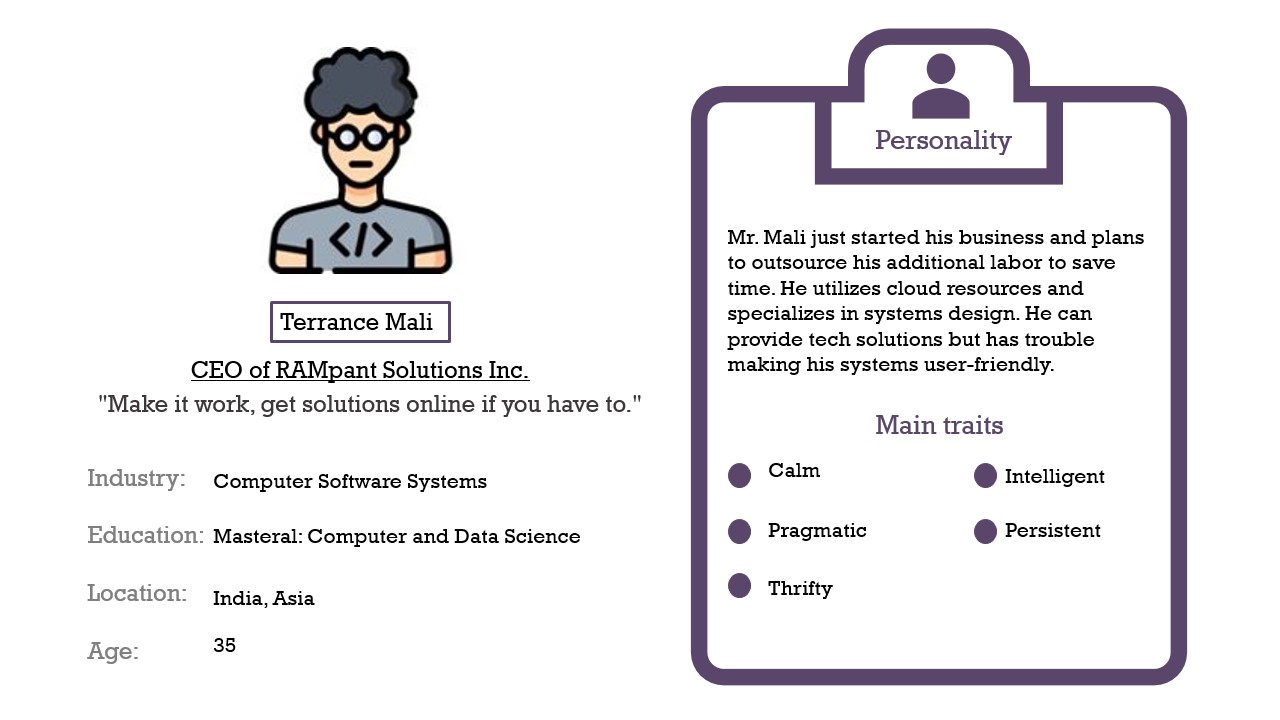 Terrance Mali
CEO of RAMpant Solutions Inc.
"Make it work, get solutions online if you have to."
Industry: Computer Software Systems
Education: Masteral: Computer and Data Science
Location: India, Asia
Age: 35
Personality
Mr. Mali just started his business and plans
to outsource his additional labor to save
time. He utilizes cloud resources and
specializes in systems design. He can
provide tech solutions but has trouble
making his systems user-friendly.
Main traits
Calm
Intelligent
Pragmatic
Persistent
Thrifty